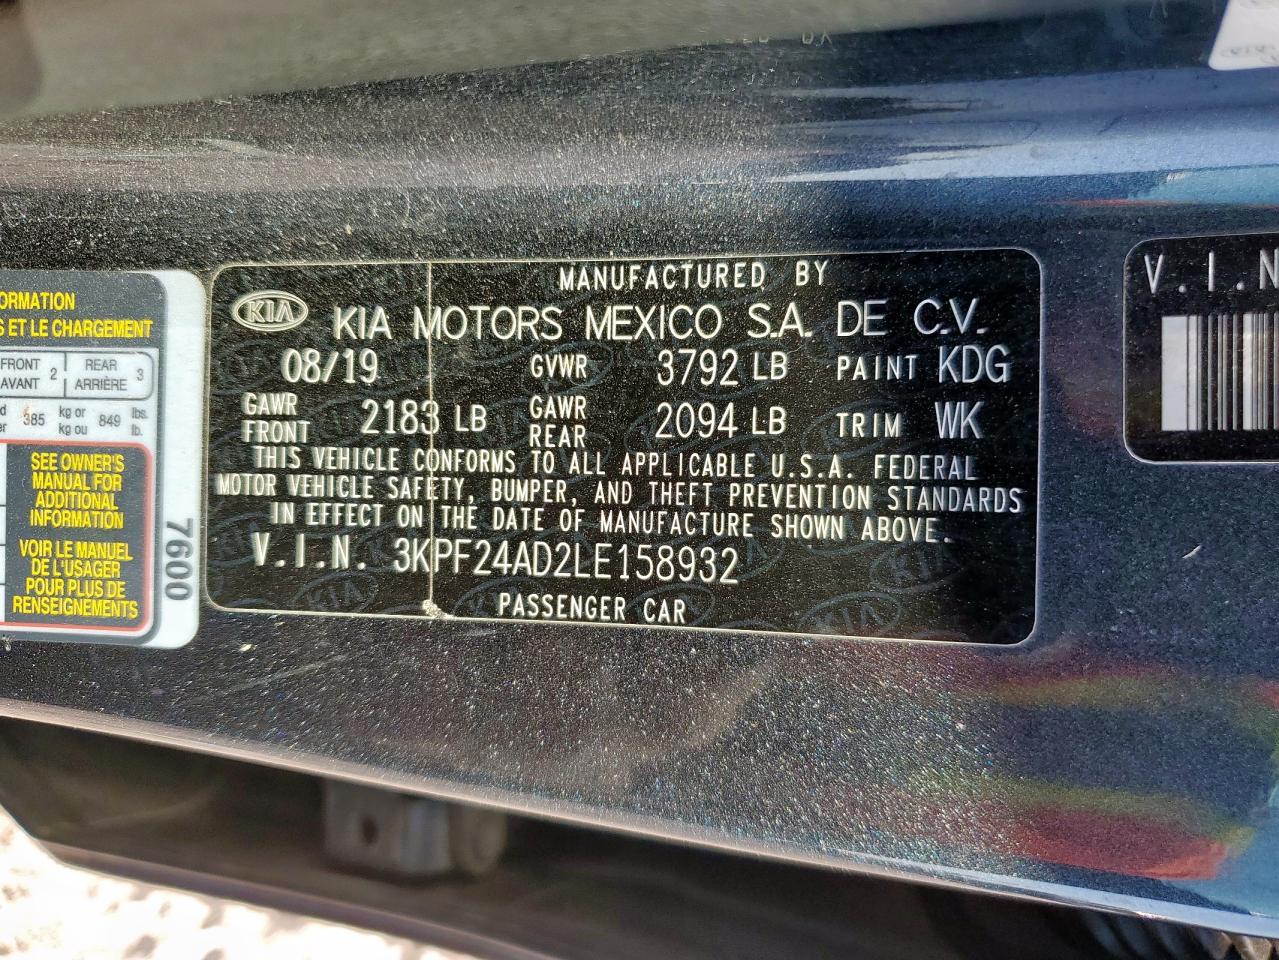 ORMATION
S ET LE CHARGEMENT
FRONT
AVANT 2
REAR
ARRIÈRE 3
385 kg or
kg ou 849 lbs.
lb.
SEE OWNER'S
MANUAL FOR
ADDITIONAL
INFORMATION
VOIR LE MANUEL
DE L'USAGER
POUR PLUS DE
RENSEIGNEMENTS
7600
MANUFACTURED BY
KIA KIA MOTORS MEXICO S.A. DE C.V.
08/19 GVWR 3792 LB PAINT KDG
GAWR FRONT 2183 LB GAWR REAR 2094 LB TRIM WK
THIS VEHICLE CONFORMS TO ALL APPLICABLE U.S.A. FEDERAL
MOTOR VEHICLE SAFETY, BUMPER, AND THEFT PREVENTION STANDARDS
IN EFFECT ON THE DATE OF MANUFACTURE SHOWN ABOVE.
V.I.N. 3KPF24AD2LE158932
PASSENGER CAR
V.I.N